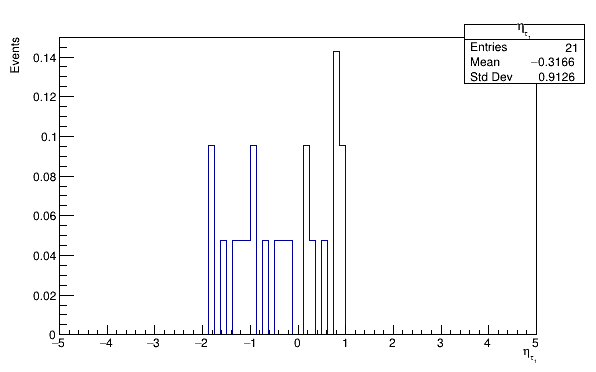 η_τ₁
Entries 21
Mean −0.3166
Std Dev 0.9126
Events
0.14
0.12
0.1
0.08
0.06
0.04
0.02
0
−5 −4 −3 −2 −1 0 1 2 3 4 5
η_τ₁